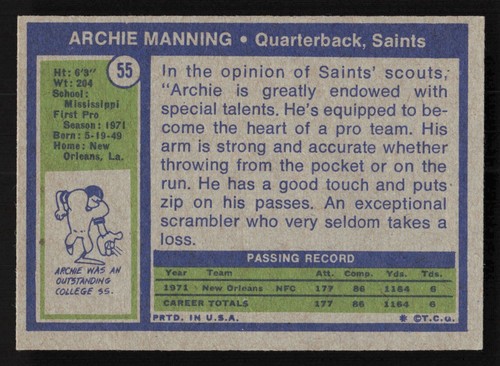 ARCHIE MANNING • Quarterback, Saints
55
Ht: 6'3"
Wt: 204
School:
Mississippi
First Pro
Season: 1971
Born: 5-19-49
Home: New
Orleans, La.
ARCHIE WAS AN
OUTSTANDING
COLLEGE SS.
In the opinion of Saints' scouts,
"Archie is greatly endowed with
special talents. He's equipped to be-
come the heart of a pro team. His
arm is strong and accurate whether
throwing from the pocket or on the
run. He has a good touch and puts
zip on his passes. An exceptional
scrambler who very seldom takes a
loss.
PASSING RECORD
Year Team Att. Comp. Yds. Tds.
1971 - New Orleans NFC 177 86 1164 6
CAREER TOTALS 177 86 1164 6
PRTD. IN U.S.A. * ©T.C.G.